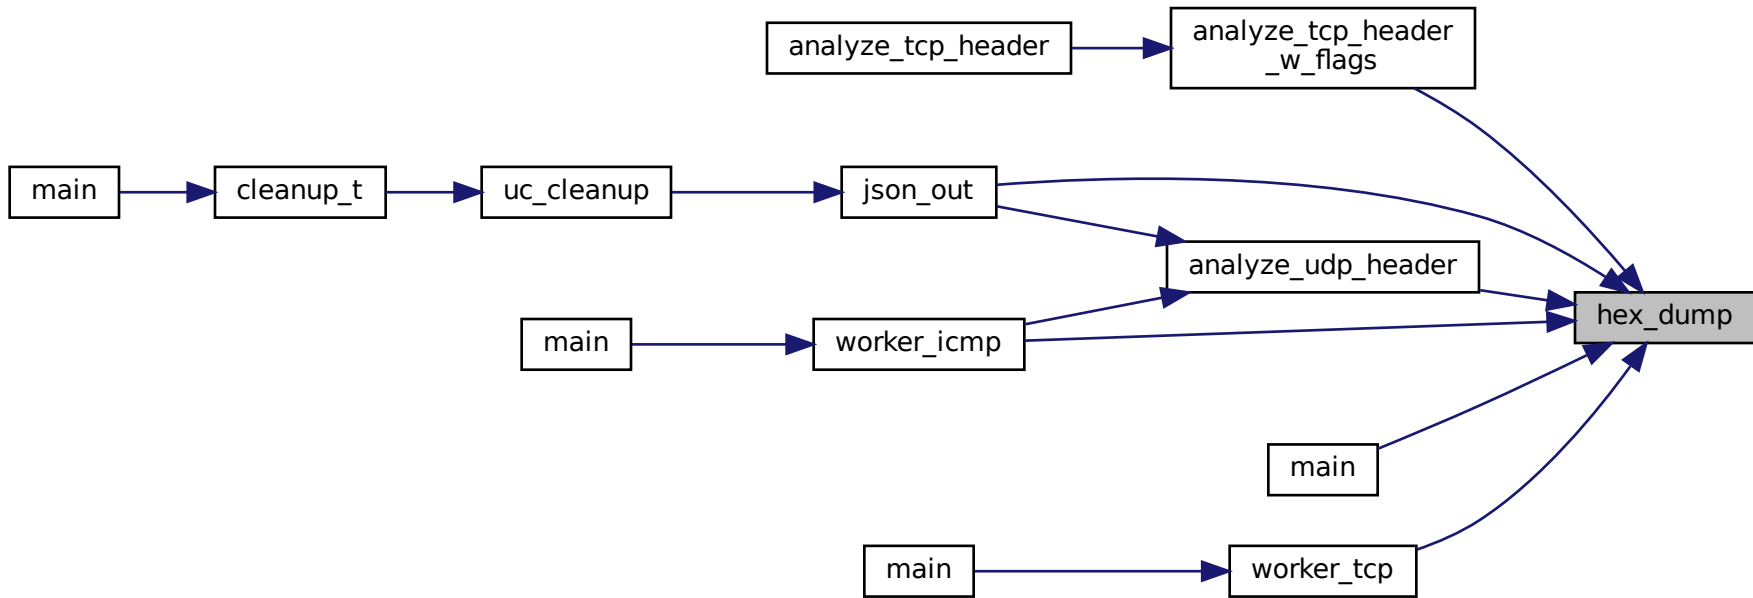 analyze_tcp_header
analyze_tcp_header
_w_flags
main
cleanup_t
uc_cleanup
json_out
analyze_udp_header
hex_dump
main
worker_icmp
main
main
worker_tcp